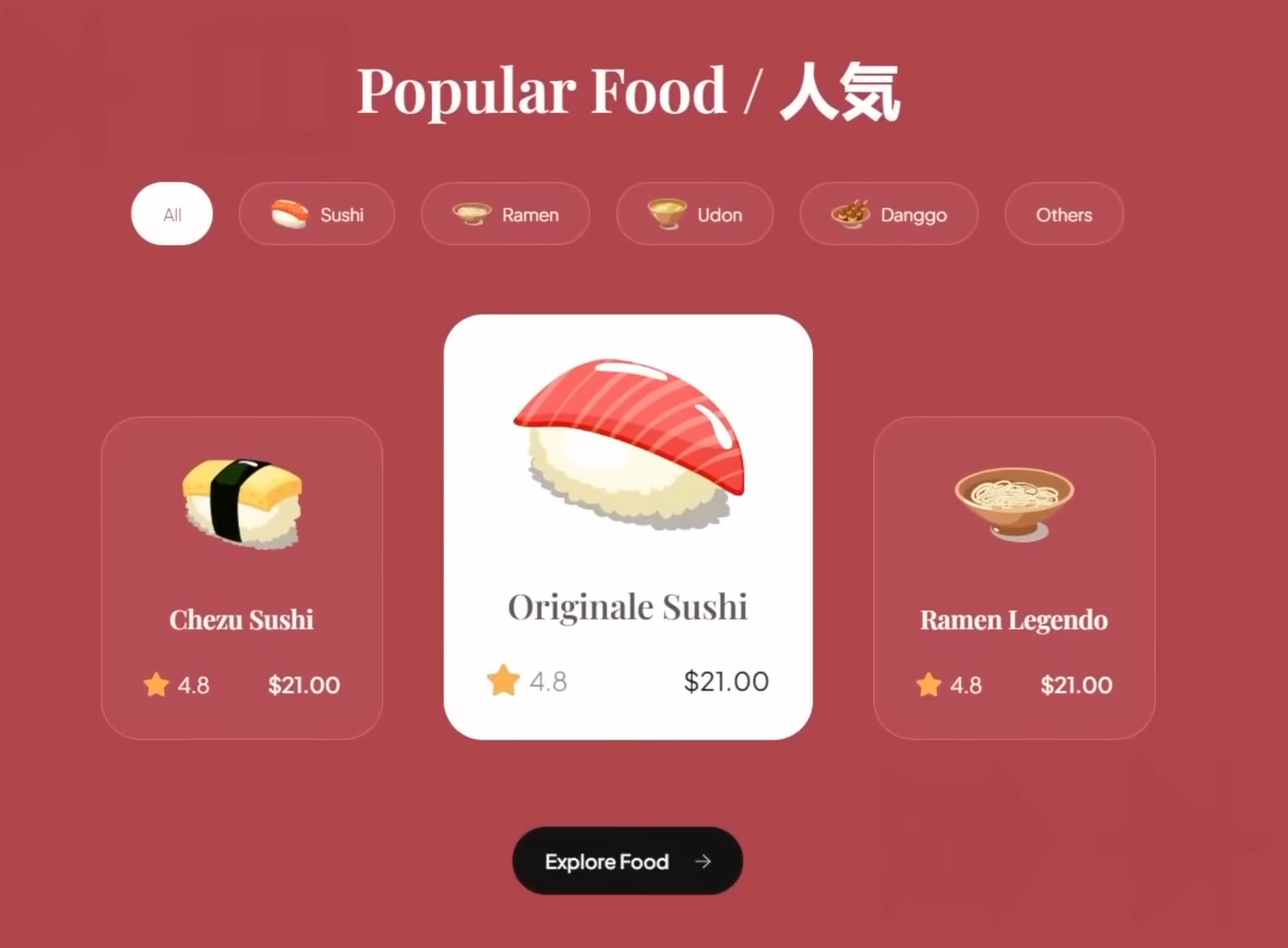 Popular Food / 人気
All Sushi Ramen Udon Danggo Others
Chezu Sushi
4.8 $21.00
Originale Sushi
4.8 $21.00
Ramen Legendo
4.8 $21.00
Explore Food →